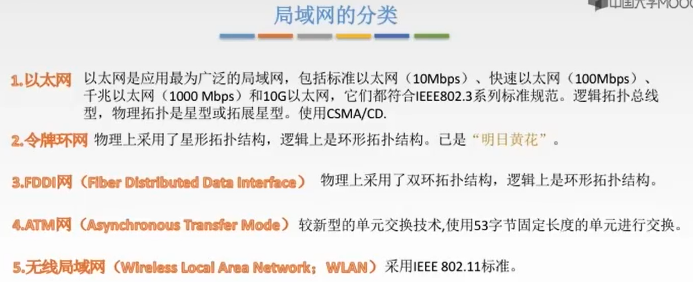 中国大学MOOC
局域网的分类
1.以太网 以太网是应用最为广泛的局域网，包括标准以太网（10Mbps）、快速以太网（100Mbps）、
千兆以太网（1000 Mbps）和10G以太网，它们都符合IEEE802.3系列标准规范。逻辑拓扑总线
型，物理拓扑是星型或拓展星型。使用CSMA/CD.
2.令牌环网 物理上采用了星形拓扑结构，逻辑上是环形拓扑结构。已是“明日黄花”。
3.FDDI网（Fiber Distributed Data Interface） 物理上采用了双环拓扑结构，逻辑上是环形拓扑结构。
4.ATM网（Asynchronous Transfer Mode） 较新型的单元交换技术,使用53字节固定长度的单元进行交换。
5.无线局域网（Wireless Local Area Network；WLAN） 采用IEEE 802.11标准。